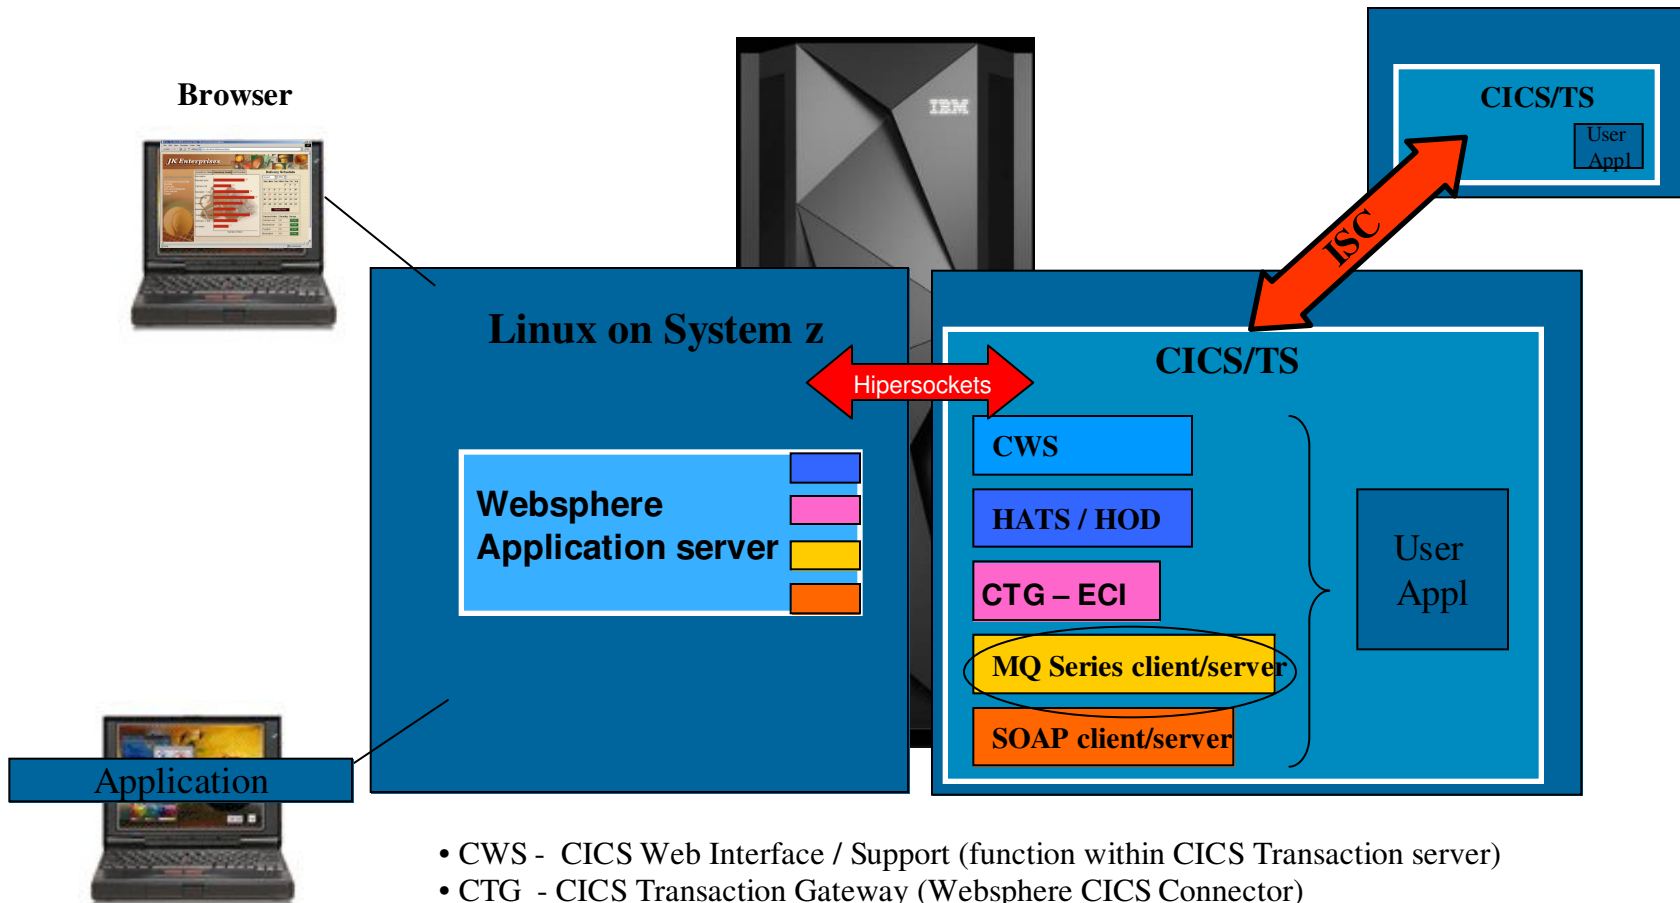 Browser
JK Enterprises
IBM
CICS/TS
User
Appl
ISC
Linux on System z
Hipersockets
CICS/TS
CWS
HATS / HOD
CTG – ECI
MQ Series client/server
SOAP client/server
User
Appl
Websphere
Application server
Application
• CWS - CICS Web Interface / Support (function within CICS Transaction server)
• CTG - CICS Transaction Gateway (Websphere CICS Connector)